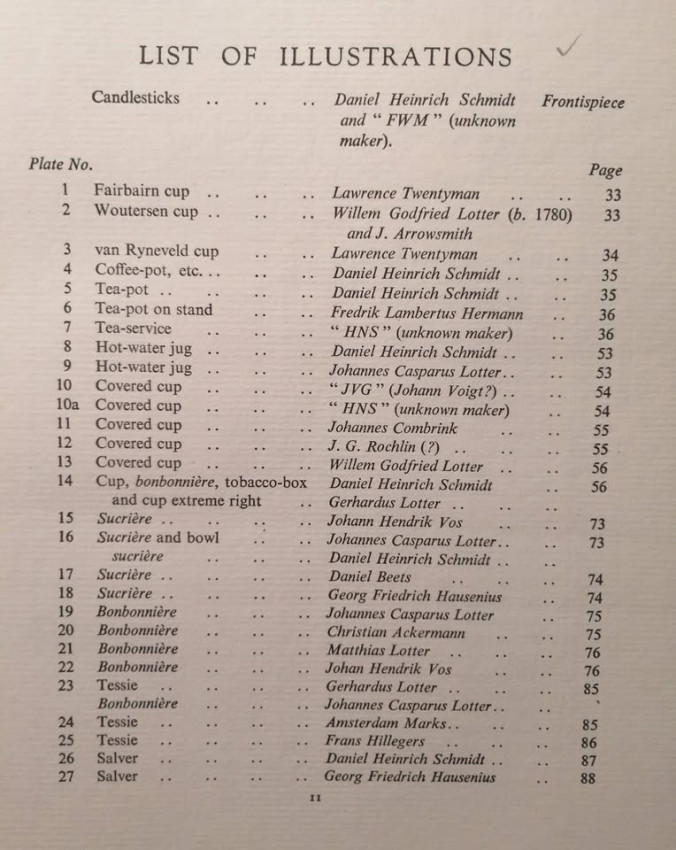 LIST OF ILLUSTRATIONS
Candlesticks .. .. .. Daniel Heinrich Schmidt Frontispiece
and “ FWM ” (unknown
maker).
Plate No. Page
1 Fairbairn cup .. .. .. Lawrence Twentyman .. .. 33
2 Woutersen cup .. .. .. Willem Godfried Lotter (b. 1780) 33
and J. Arrowsmith
3 van Ryneveld cup .. .. Lawrence Twentyman .. .. 34
4 Coffee-pot, etc. .. .. .. Daniel Heinrich Schmidt .. .. 35
5 Tea-pot .. .. .. .. Daniel Heinrich Schmidt .. .. 35
6 Tea-pot on stand .. .. Fredrik Lambertus Hermann .. 36
7 Tea-service .. .. .. “ HNS ” (unknown maker) .. 36
8 Hot-water jug .. .. .. Daniel Heinrich Schmidt .. .. 53
9 Hot-water jug .. .. .. Johannes Casparus Lotter .. .. 53
10 Covered cup .. .. .. “ JVG ” (Johann Voigt?) .. .. 54
10a Covered cup .. .. .. “ HNS ” (unknown maker) .. 54
11 Covered cup .. .. .. Johannes Combrink .. .. 55
12 Covered cup .. .. .. J. G. Rochlin (?) .. .. .. 55
13 Covered cup .. .. .. Willem Godfried Lotter .. .. 56
14 Cup, bonbonnière, tobacco-box Daniel Heinrich Schmidt .. 56
and cup extreme right .. Gerhardus Lotter .. .. ..
15 Sucrière .. .. .. .. Johann Hendrik Vos .. .. 73
16 Sucrière and bowl .. .. Johannes Casparus Lotter .. .. 73
sucrière .. .. .. Daniel Heinrich Schmidt .. ..
17 Sucrière .. .. .. .. Daniel Beets .. .. .. 74
18 Sucrière .. .. .. .. Georg Friedrich Hausenius .. 74
19 Bonbonnière .. .. .. Johannes Casparus Lotter .. 75
20 Bonbonnière .. .. .. Christian Ackermann .. .. 75
21 Bonbonnière .. .. .. Matthias Lotter .. .. .. 76
22 Bonbonnière .. .. .. Johan Hendrik Vos .. .. 76
23 Tessie .. .. .. .. Gerhardus Lotter .. .. .. 85
Bonbonnière .. .. .. Johannes Casparus Lotter .. ..
24 Tessie .. .. .. .. Amsterdam Marks .. .. .. 85
25 Tessie .. .. .. .. Frans Hillegers .. .. .. 86
26 Salver .. .. .. .. Daniel Heinrich Schmidt .. .. 87
27 Salver .. .. .. .. Georg Friedrich Hausenius .. 88
11